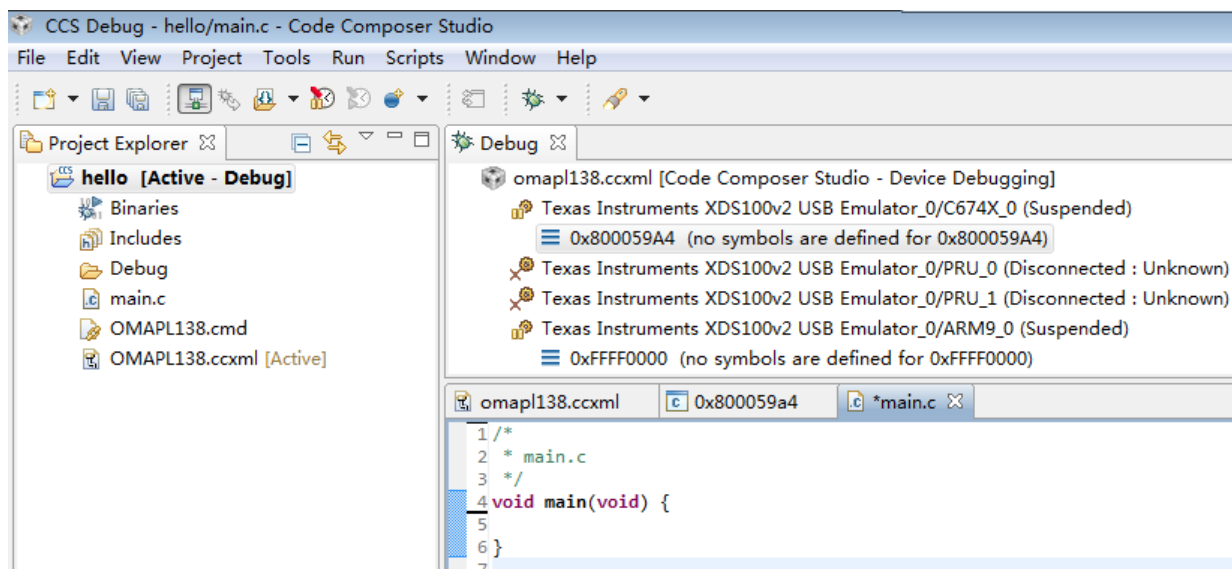 CCS Debug - hello/main.c - Code Composer Studio
File Edit View Project Tools Run Scripts Window Help
Project Explorer
hello [Active - Debug]
Binaries
Includes
Debug
main.c
OMAPL138.cmd
OMAPL138.ccxml [Active]
Debug
omapl138.ccxml [Code Composer Studio - Device Debugging]
Texas Instruments XDS100v2 USB Emulator_0/C674X_0 (Suspended)
0x800059A4 (no symbols are defined for 0x800059A4)
Texas Instruments XDS100v2 USB Emulator_0/PRU_0 (Disconnected : Unknown)
Texas Instruments XDS100v2 USB Emulator_0/PRU_1 (Disconnected : Unknown)
Texas Instruments XDS100v2 USB Emulator_0/ARM9_0 (Suspended)
0xFFFF0000 (no symbols are defined for 0xFFFF0000)
omapl138.ccxml 0x800059a4 *main.c
1 /*
2 * main.c
3 */
4 void main(void) {
5
6 }
7